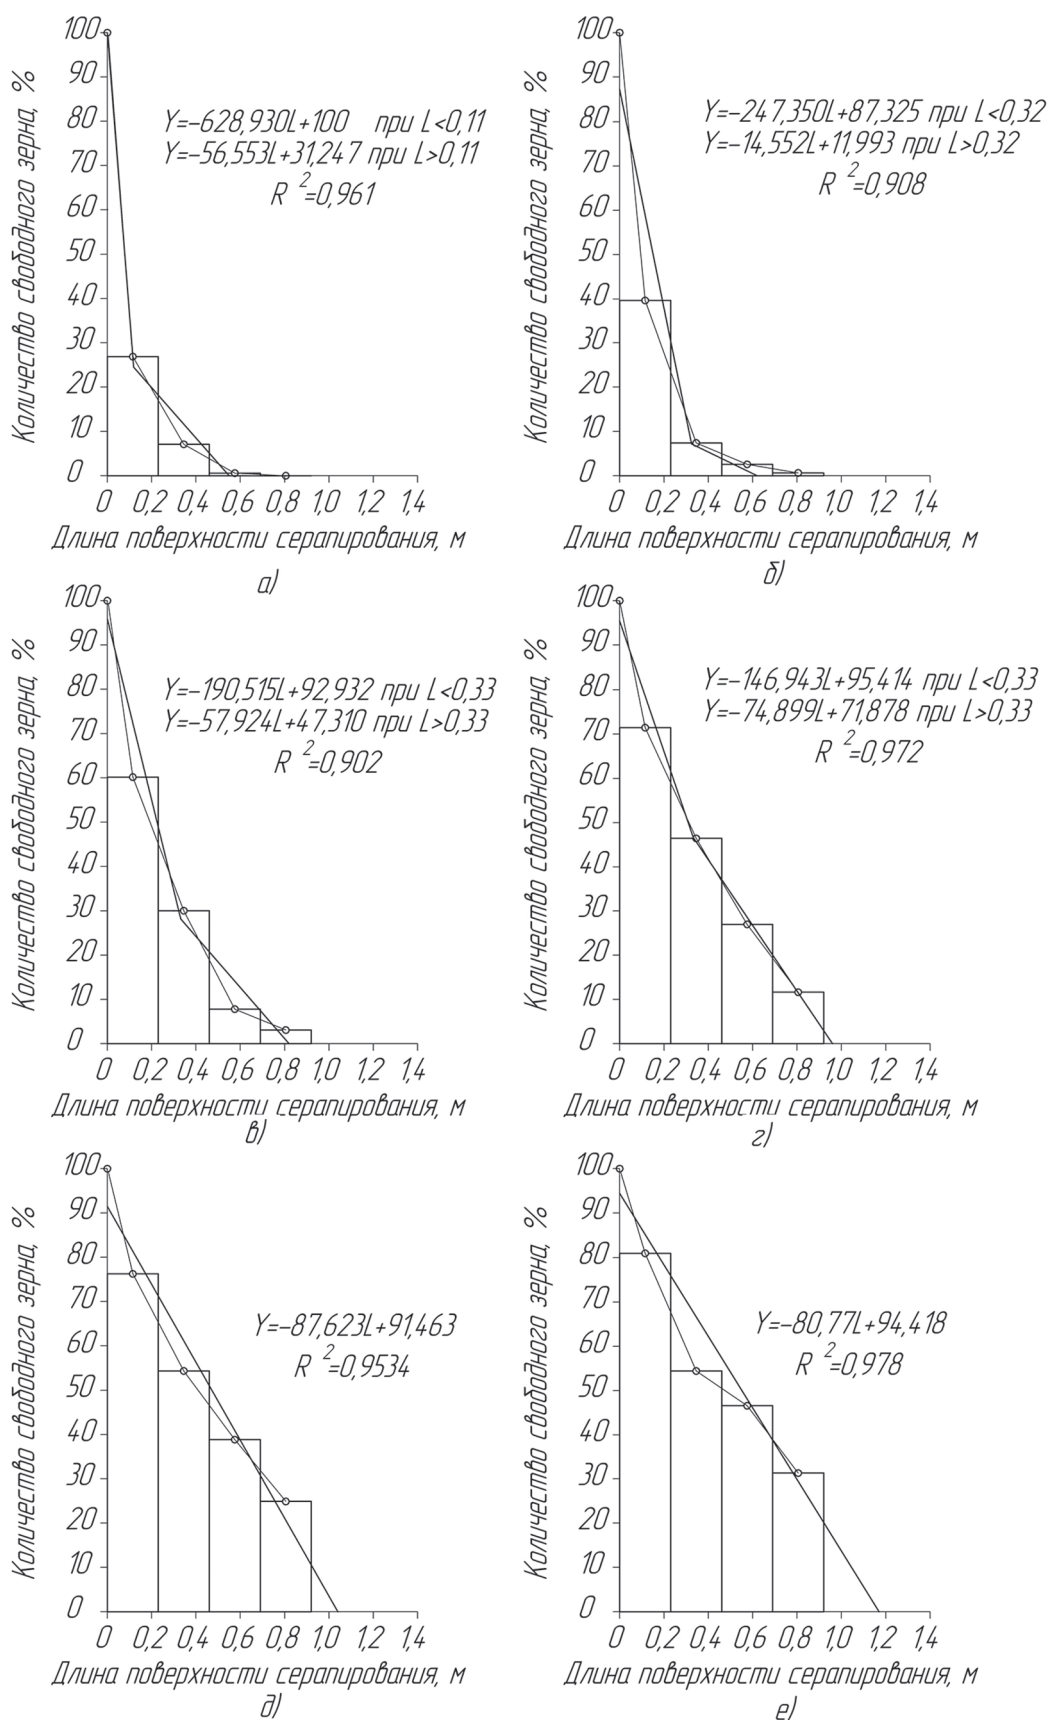 Количество свободного зерна, %
100
90
80
70
60
50
40
30
20
10
0
Y=-628,930L+100 при L<0,11
Y=-56,553L+31,247 при L>0,11
R²=0,961
0 0,2 0,4 0,6 0,8 1,0 1,2 1,4
Длина поверхности серапирования, м
а)
Количество свободного зерна, %
100
90
80
70
60
50
40
30
20
10
0
Y=-247,350L+87,325 при L<0,32
Y=-14,552L+11,993 при L>0,32
R²=0,908
0 0,2 0,4 0,6 0,8 1,0 1,2 1,4
Длина поверхности серапирования, м
б)
Количество свободного зерна, %
100
90
80
70
60
50
40
30
20
10
0
Y=-190,515L+92,932 при L<0,33
Y=-57,924L+47,310 при L>0,33
R²=0,902
0 0,2 0,4 0,6 0,8 1,0 1,2 1,4
Длина поверхности серапирования, м
в)
Количество свободного зерна, %
100
90
80
70
60
50
40
30
20
10
0
Y=-146,943L+95,414 при L<0,33
Y=-74,899L+71,878 при L>0,33
R²=0,972
0 0,2 0,4 0,6 0,8 1,0 1,2 1,4
Длина поверхности серапирования, м
г)
Количество свободного зерна, %
100
90
80
70
60
50
40
30
20
10
0
Y=-87,623L+91,463
R²=0,9534
0 0,2 0,4 0,6 0,8 1,0 1,2 1,4
Длина поверхности серапирования, м
д)
Количество свободного зерна, %
100
90
80
70
60
50
40
30
20
10
0
Y=-80,77L+94,418
R²=0,978
0 0,2 0,4 0,6 0,8 1,0 1,2 1,4
Длина поверхности серапирования, м
е)